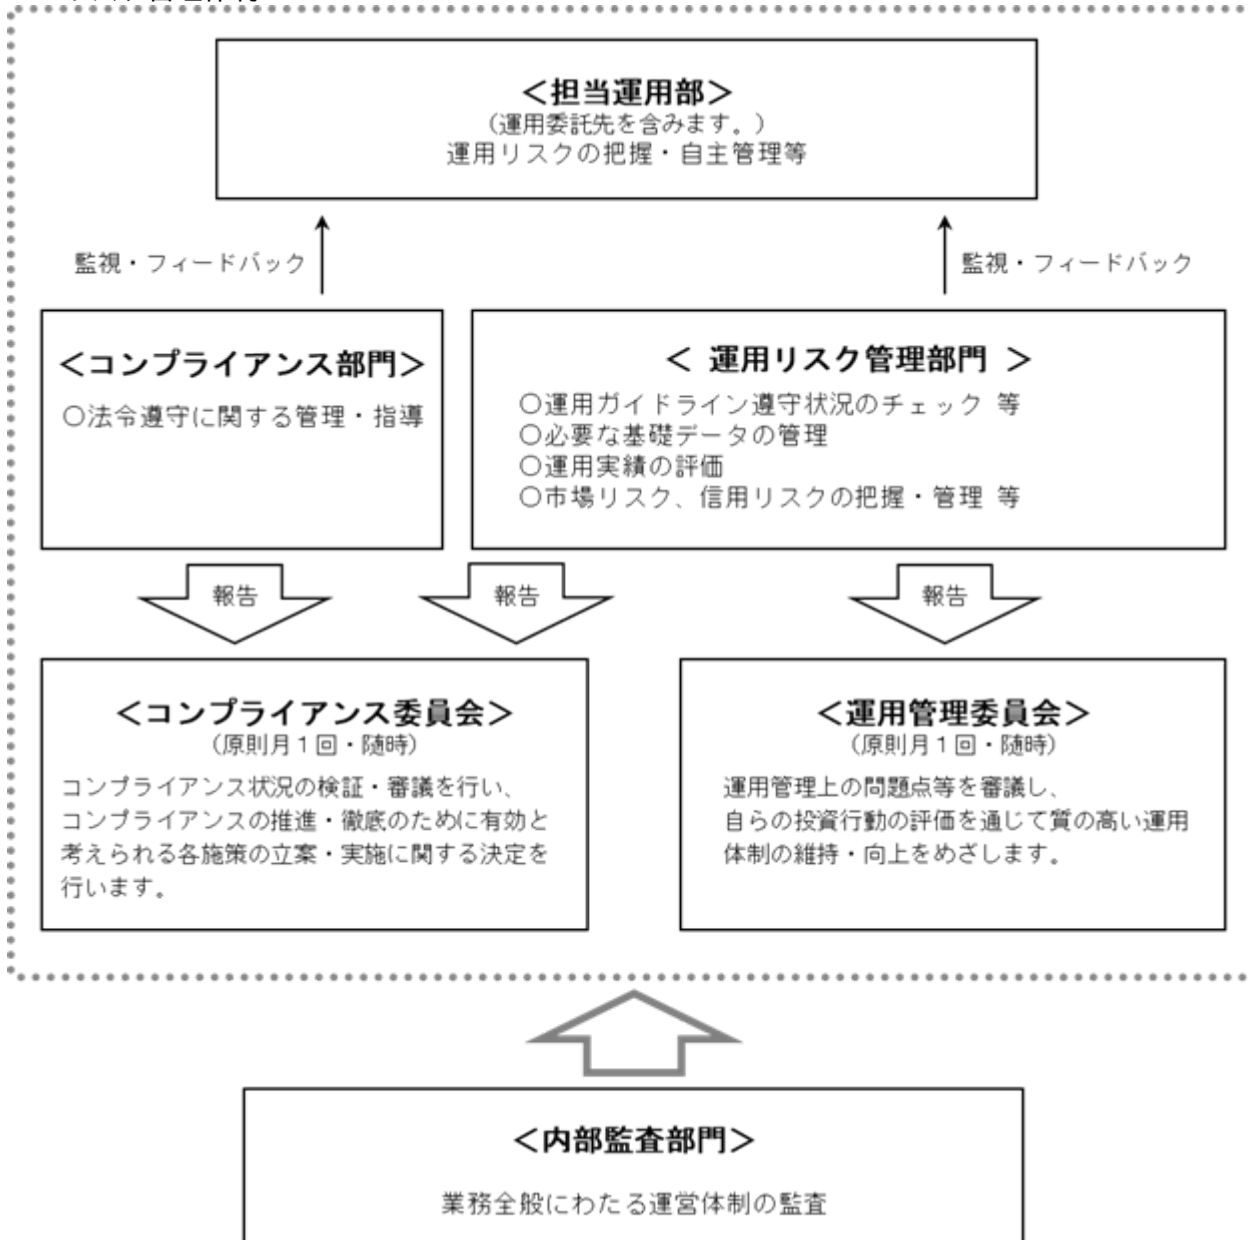 ＜担当運用部＞
（運用委託先を含みます。）
運用リスクの把握・自主管理等
監視・フィードバック
監視・フィードバック
＜コンプライアンス部門＞
○法令遵守に関する管理・指導
＜ 運用リスク管理部門 ＞
○運用ガイドライン遵守状況のチェック 等
○必要な基礎データの管理
○運用実績の評価
○市場リスク、信用リスクの把握・管理 等
報告
報告
報告
＜コンプライアンス委員会＞
（原則月１回・随時）
コンプライアンス状況の検証・審議を行い、
コンプライアンスの推進・徹底のために有効と
考えられる各施策の立案・実施に関する決定を
行います。
＜運用管理委員会＞
（原則月１回・随時）
運用管理上の問題点等を審議し、
自らの投資行動の評価を通じて質の高い運用
体制の維持・向上をめざします。
＜内部監査部門＞
業務全般にわたる運営体制の監査